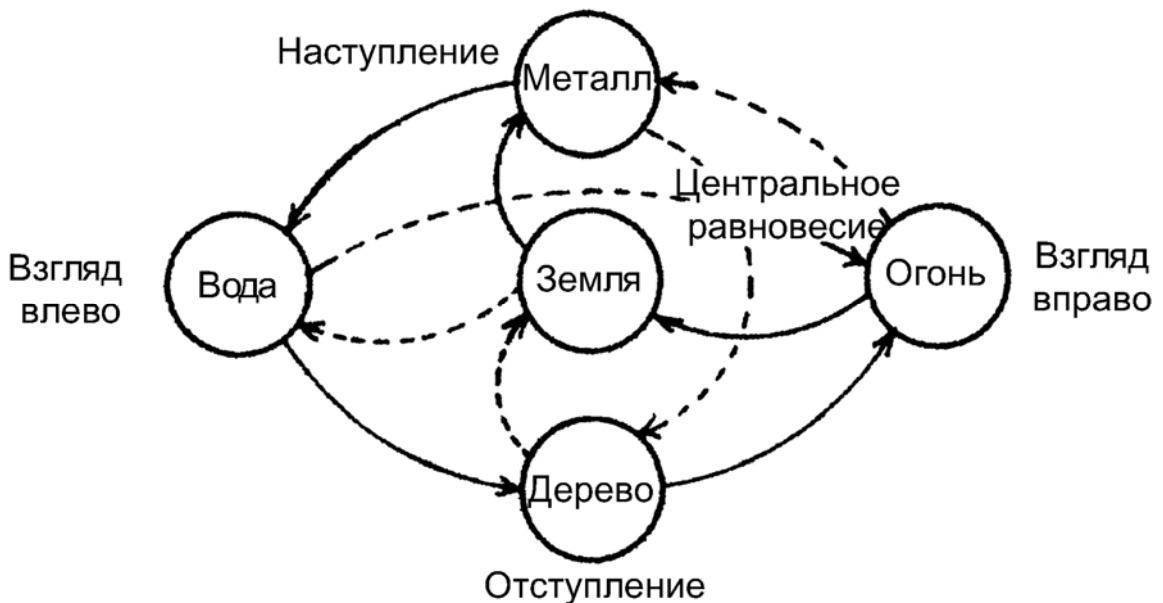 Наступление
Металл
Центральное
равновесие
Взгляд
влево
Вода
Земля
Огонь
Взгляд
вправо
Дерево
Отступление